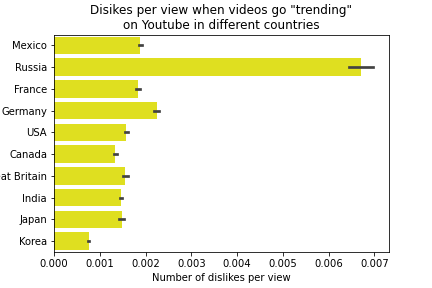 Disikes per view when videos go "trending"
on Youtube in different countries
Mexico
Russia
France
Germany
USA
Canada
eat Britain
India
Japan
Korea
0.000 0.001 0.002 0.003 0.004 0.005 0.006 0.007
Number of dislikes per view